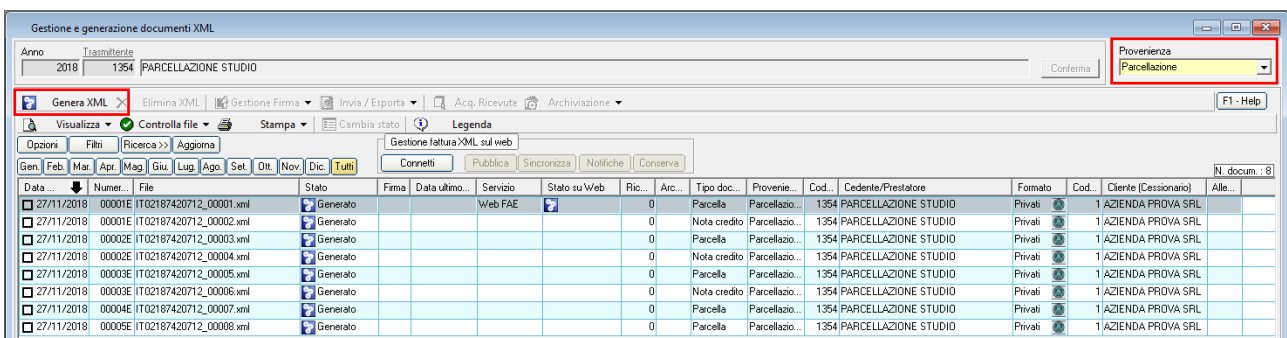 Gestione e generazione documenti XML
Anno Trasmittente Provenienza
2018 1354 PARCELLAZIONE STUDIO Conferma Parcellazione
Genera XML Elimina XML Gestione Firma Invia / Esporta Acq. Ricevute Archiviazione F1 - Help
Visualizza Controlla file Stampa Cambia stato Legenda
Opzioni Filtri Ricerca >> Aggiorna Gestione fattura XML sul web
Gen. Feb. Mar. Apr. Mag. Giu. Lug. Ago. Set. Ott. Nov. Dic. Tutti Connetti Pubblica Sincronizza Notifiche Conserva N. docum. : 8
Data ... Numer... File Stato Firma Data ultimo... Servizio Stato su Web Ric... Arc... Tipo doc... Provenie... Cod... Cedente/Prestatore Formato Cod... Cliente (Cessionario) Alle...
27/11/2018 00001E IT02187420712_00001.xml Generato Web FAE 0 Parcella Parcellazio... 1354 PARCELLAZIONE STUDIO Privati 1 AZIENDA PROVA SRL
27/11/2018 00001E IT02187420712_00002.xml Generato 0 Nota credito Parcellazio... 1354 PARCELLAZIONE STUDIO Privati 1 AZIENDA PROVA SRL
27/11/2018 00002E IT02187420712_00003.xml Generato 0 Parcella Parcellazio... 1354 PARCELLAZIONE STUDIO Privati 1 AZIENDA PROVA SRL
27/11/2018 00002E IT02187420712_00004.xml Generato 0 Nota credito Parcellazio... 1354 PARCELLAZIONE STUDIO Privati 1 AZIENDA PROVA SRL
27/11/2018 00003E IT02187420712_00005.xml Generato 0 Parcella Parcellazio... 1354 PARCELLAZIONE STUDIO Privati 1 AZIENDA PROVA SRL
27/11/2018 00003E IT02187420712_00006.xml Generato 0 Nota credito Parcellazio... 1354 PARCELLAZIONE STUDIO Privati 1 AZIENDA PROVA SRL
27/11/2018 00004E IT02187420712_00007.xml Generato 0 Parcella Parcellazio... 1354 PARCELLAZIONE STUDIO Privati 1 AZIENDA PROVA SRL
27/11/2018 00005E IT02187420712_00008.xml Generato 0 Parcella Parcellazio... 1354 PARCELLAZIONE STUDIO Privati 1 AZIENDA PROVA SRL